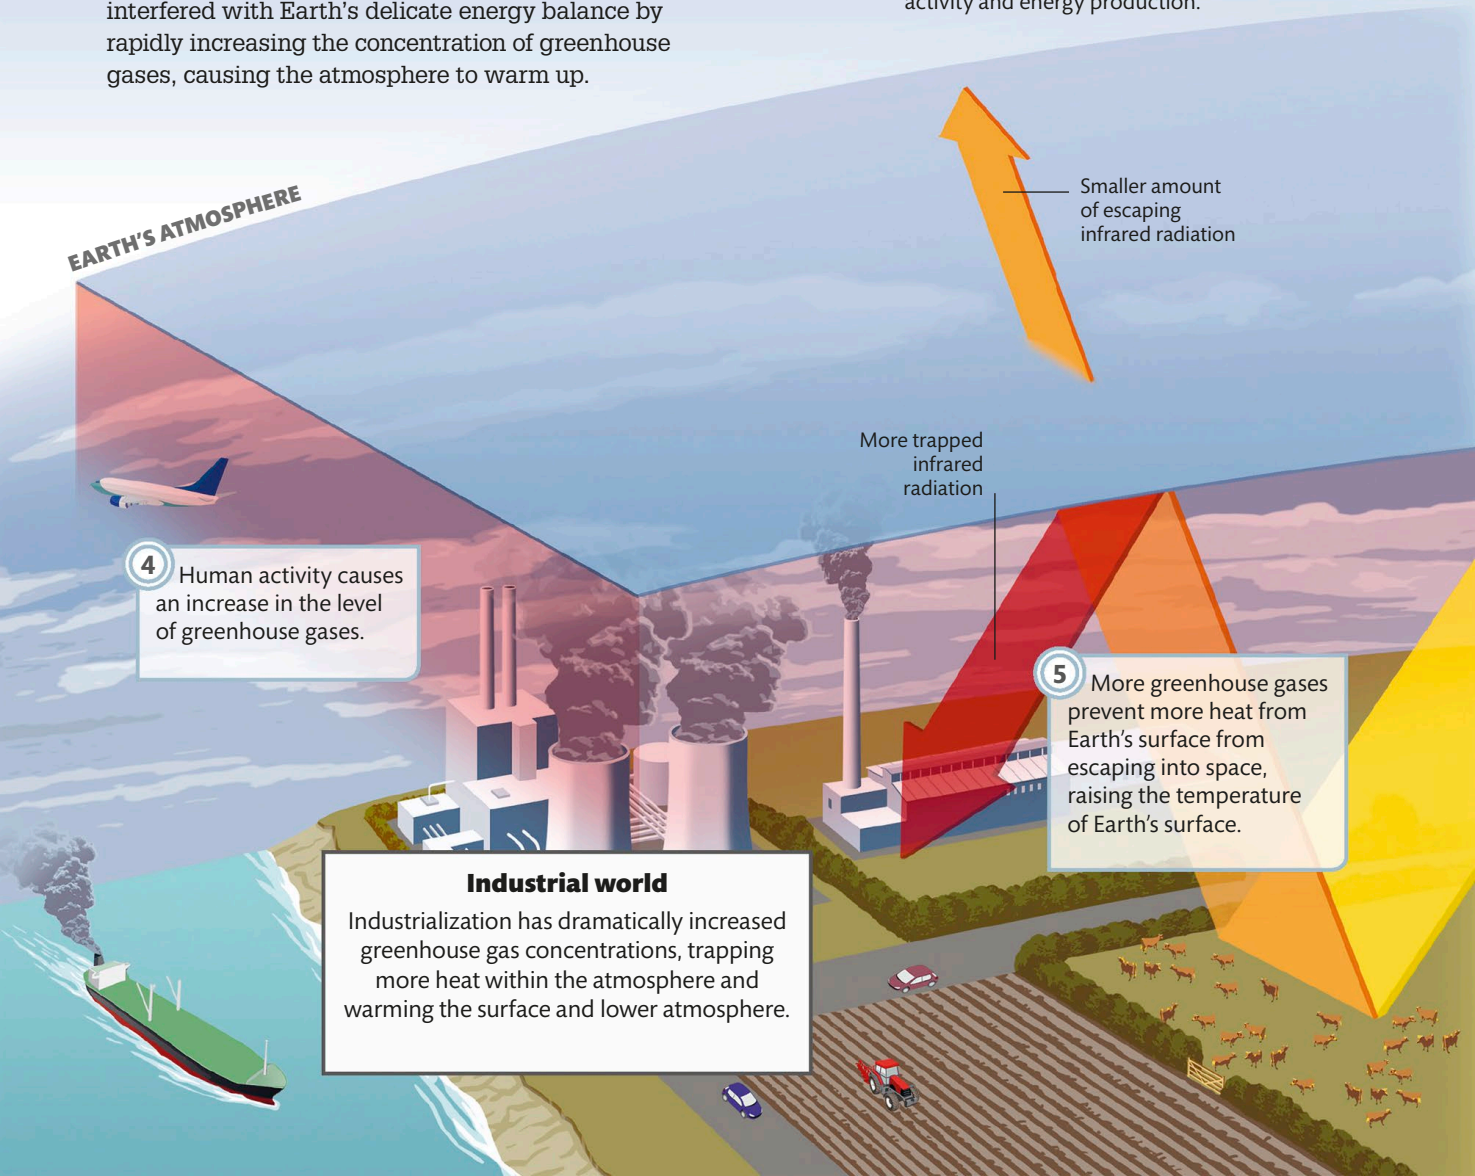 interfered with Earth's delicate energy balance by
rapidly increasing the concentration of greenhouse
gases, causing the atmosphere to warm up.
activity and energy production.
EARTH'S ATMOSPHERE
Smaller amount
of escaping
infrared radiation
More trapped
infrared
radiation
4 Human activity causes
an increase in the level
of greenhouse gases.
5 More greenhouse gases
prevent more heat from
Earth's surface from
escaping into space,
raising the temperature
of Earth's surface.
Industrial world
Industrialization has dramatically increased
greenhouse gas concentrations, trapping
more heat within the atmosphere and
warming the surface and lower atmosphere.